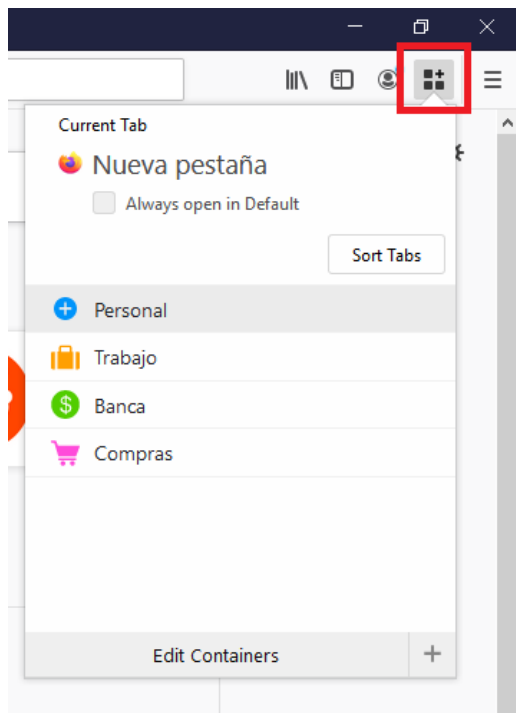 Current Tab
Nueva pestaña
Always open in Default
Sort Tabs
Personal
Trabajo
Banca
Compras
Edit Containers